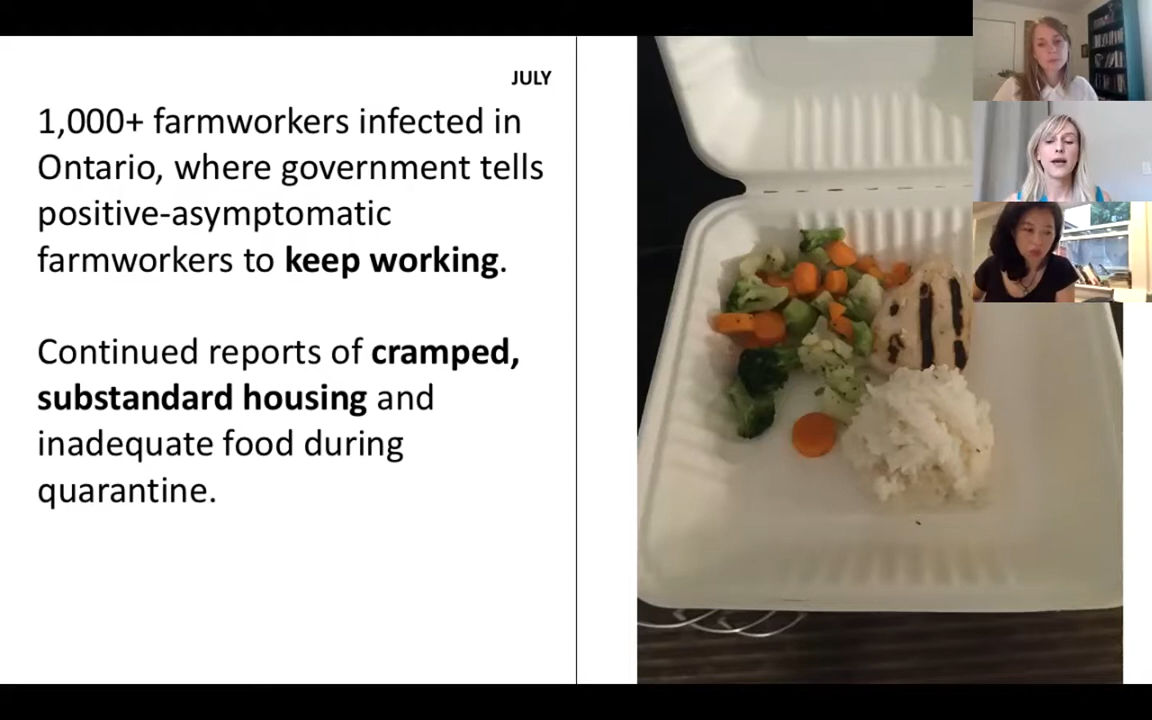 JULY
1,000+ farmworkers infected in
Ontario, where government tells
positive-asymptomatic
farmworkers to keep working.
Continued reports of cramped,
substandard housing and
inadequate food during
quarantine.